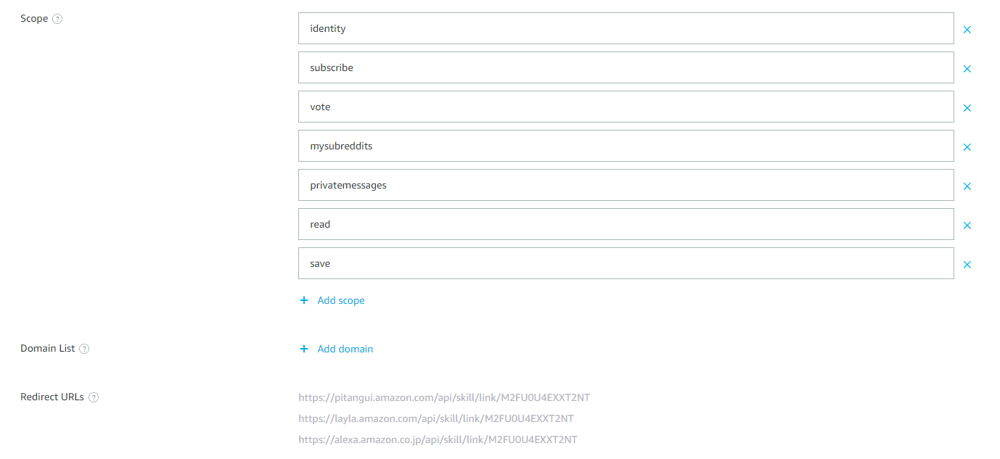 Scope ?
identity
subscribe
vote
mysubreddits
privatemessages
read
save
+ Add scope
Domain List ?
+ Add domain
Redirect URLs ?
https://pitangui.amazon.com/api/skill/link/M2FU0U4EXXT2NT
https://layla.amazon.com/api/skill/link/M2FU0U4EXXT2NT
https://alexa.amazon.co.jp/api/skill/link/M2FU0U4EXXT2NT